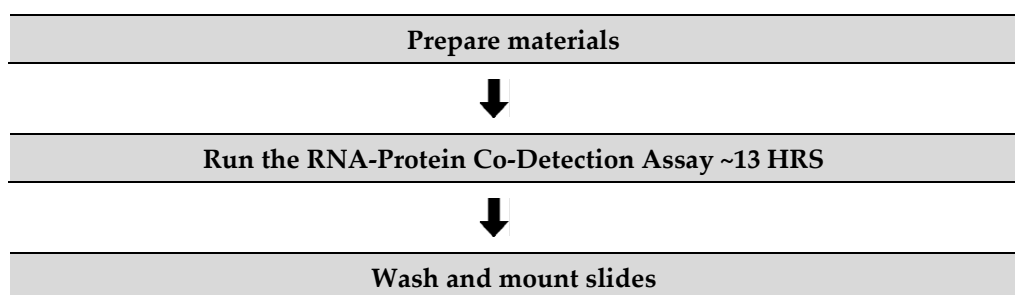 Prepare materials
Run the RNA-Protein Co-Detection Assay ~13 HRS
Wash and mount slides